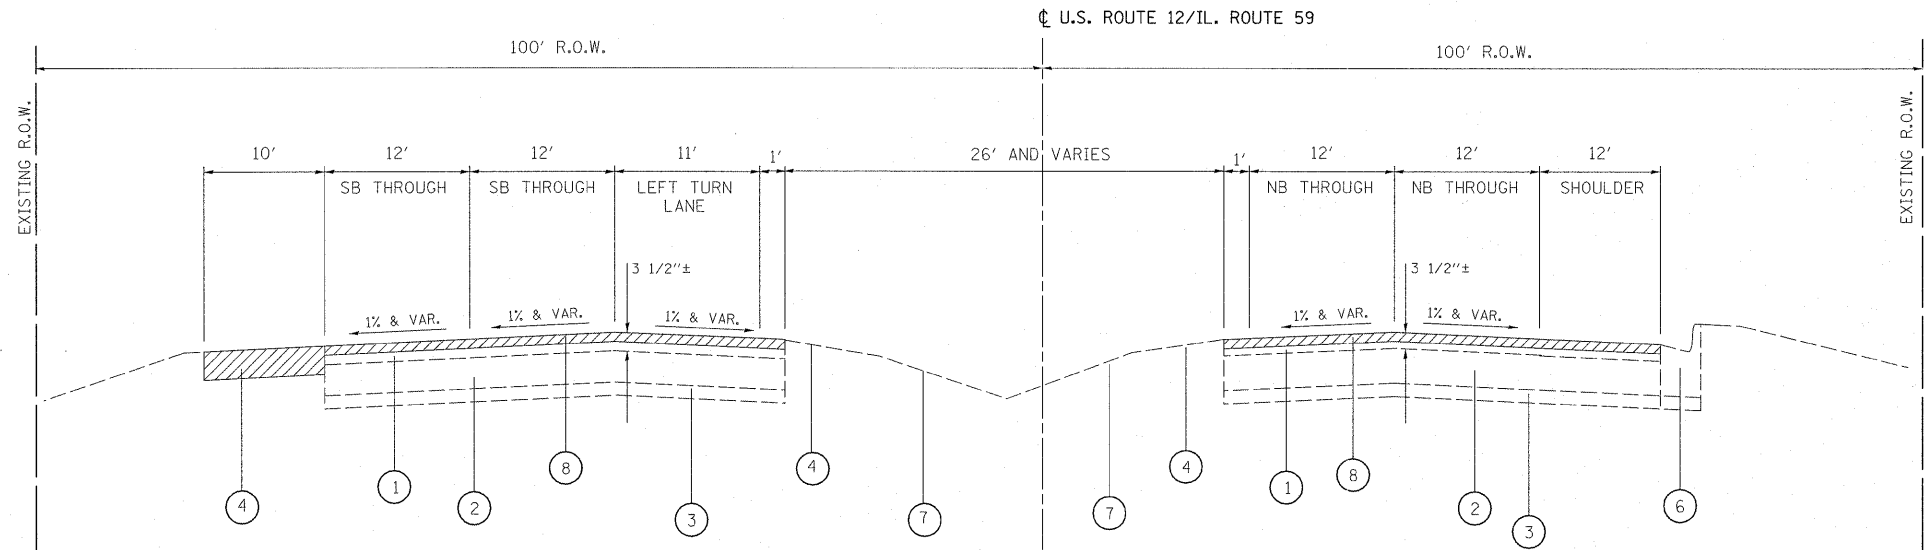 ℄ U.S. ROUTE 12/IL. ROUTE 59
100' R.O.W.
100' R.O.W.
EXISTING R.O.W.
EXISTING R.O.W.
10'
12'
12'
11'
1'
26' AND VARIES
1'
12'
12'
12'
SB THROUGH
SB THROUGH
LEFT TURN
LANE
NB THROUGH
NB THROUGH
SHOULDER
3 1/2"±
3 1/2"±
1% & VAR.
1% & VAR.
1% & VAR.
1% & VAR.
1% & VAR.
4
1
2
8
3
4
7
7
4
1
8
2
3
6